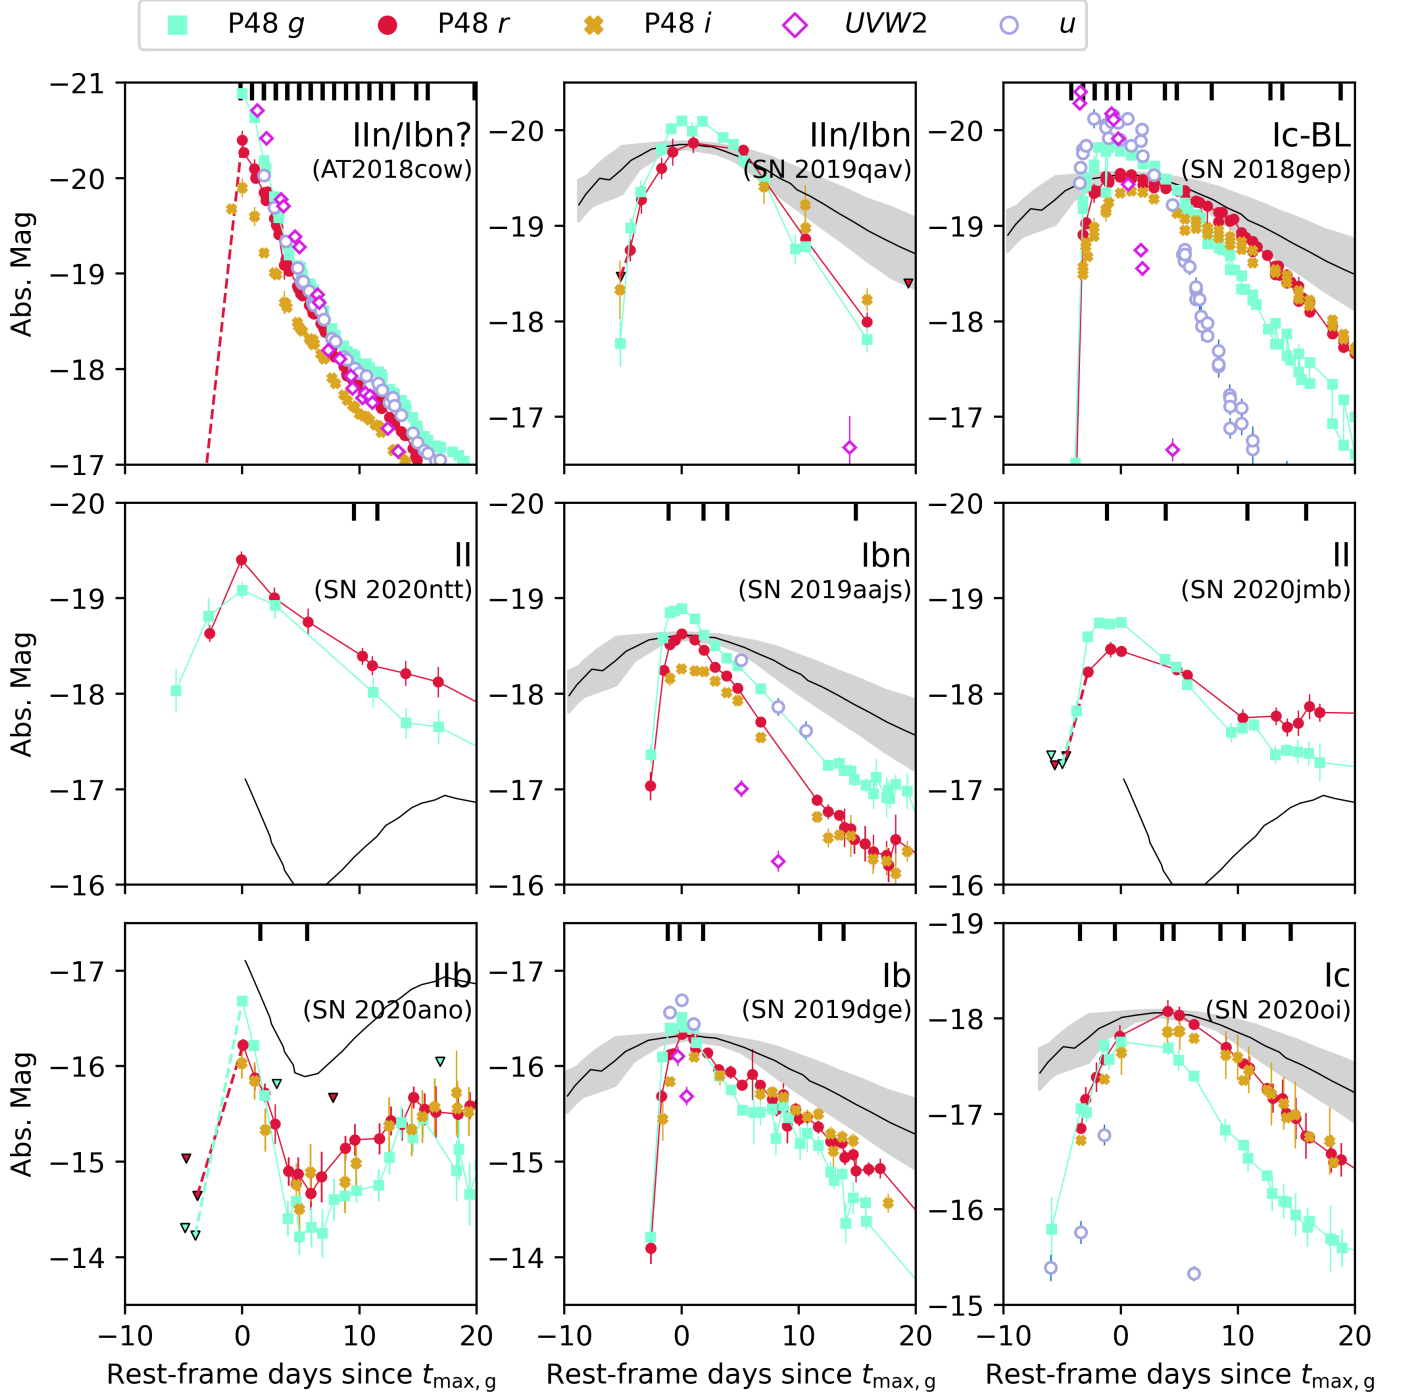 P48 g P48 r P48 i UVW2 u
−21
−20
−19
−18
−17
Abs. Mag
IIn/Ibn?
(AT2018cow)
−20
−19
−18
−17
IIn/Ibn
(SN 2019qav)
−20
−19
−18
−17
Ic-BL
(SN 2018gep)
−20
−19
−18
−17
−16
Abs. Mag
II
(SN 2020ntt)
−20
−19
−18
−17
−16
Ibn
(SN 2019aajs)
−20
−19
−18
−17
−16
II
(SN 2020jmb)
−17
−16
−15
−14
Abs. Mag
IIb
(SN 2020ano)
−10 0 10 20
Rest-frame days since tmax, g
−17
−16
−15
−14
Ib
(SN 2019dge)
−10 0 10 20
Rest-frame days since tmax, g
−19
−18
−17
−16
−15
Ic
(SN 2020oi)
−10 0 10 20
Rest-frame days since tmax, g